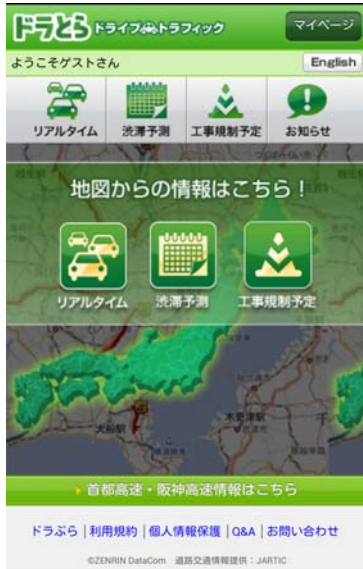 ドラとら ドライブ トラフィック
マイページ
ようこそゲストさん
English
リアルタイム 渋滞予測 工事規制予定 お知らせ
地図からの情報はこちら！
リアルタイム 渋滞予測 工事規制予定
木更津駅
大船駅
首都高速・阪神高速情報はこちら
ドラぷら | 利用規約 | 個人情報保護 | Q&A | お問い合わせ
©ZENRIN DataCom 道路交通情報提供：JARTIC